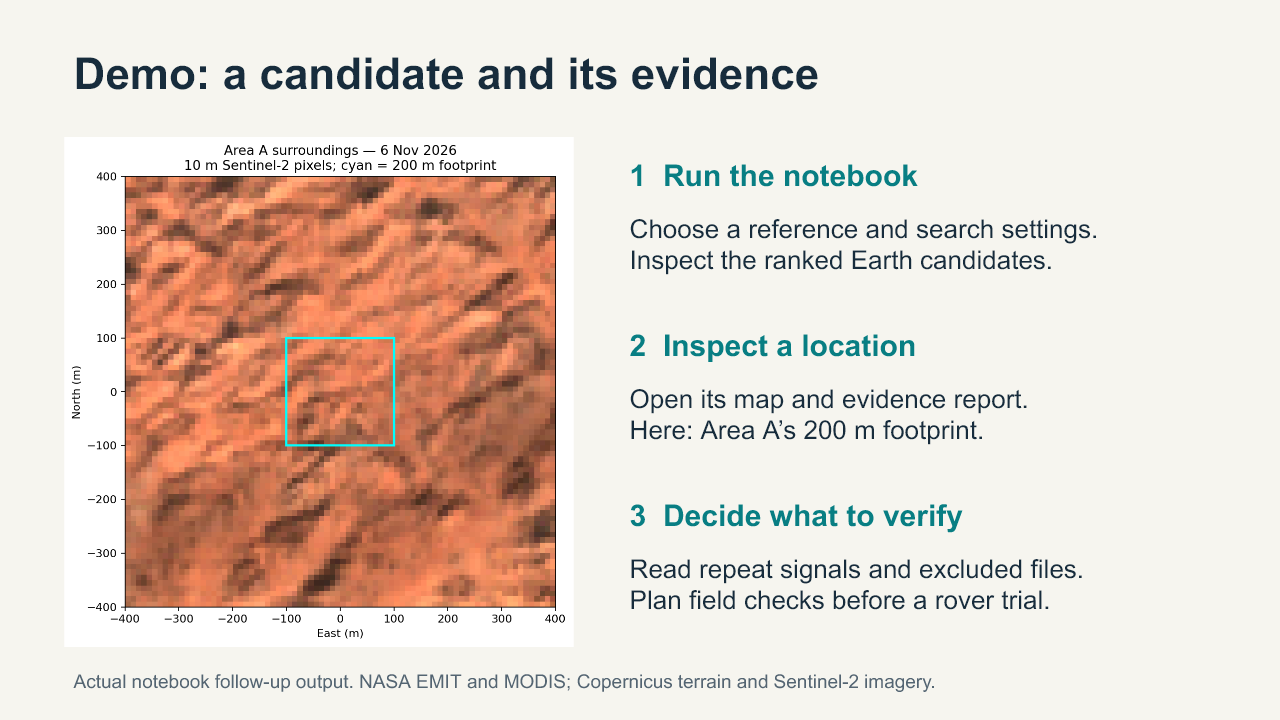 Demo: a candidate and its evidence
Area A surroundings — 6 Nov 2026
10 m Sentinel-2 pixels; cyan = 200 m footprint
400
300
200
100
0
−100
−200
−300
−400
North (m)
−400 −300 −200 −100 0 100 200 300 400
East (m)
1 Run the notebook
Choose a reference and search settings.
Inspect the ranked Earth candidates.
2 Inspect a location
Open its map and evidence report.
Here: Area A’s 200 m footprint.
3 Decide what to verify
Read repeat signals and excluded files.
Plan field checks before a rover trial.
Actual notebook follow-up output. NASA EMIT and MODIS; Copernicus terrain and Sentinel-2 imagery.